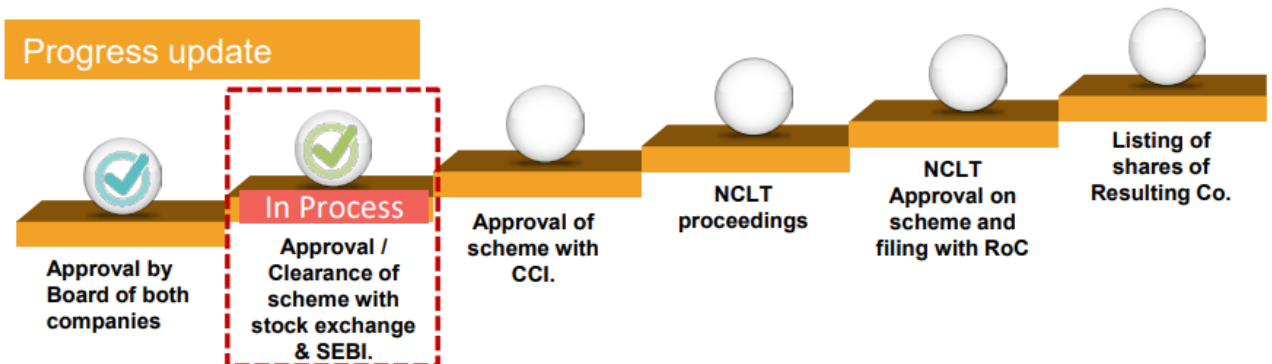 Progress update
Approval by
Board of both
companies
In Process
Approval /
Clearance of
scheme with
stock exchange
& SEBI.
Approval of
scheme with
CCI.
NCLT
proceedings
NCLT
Approval on
scheme and
filing with RoC
Listing of
shares of
Resulting Co.